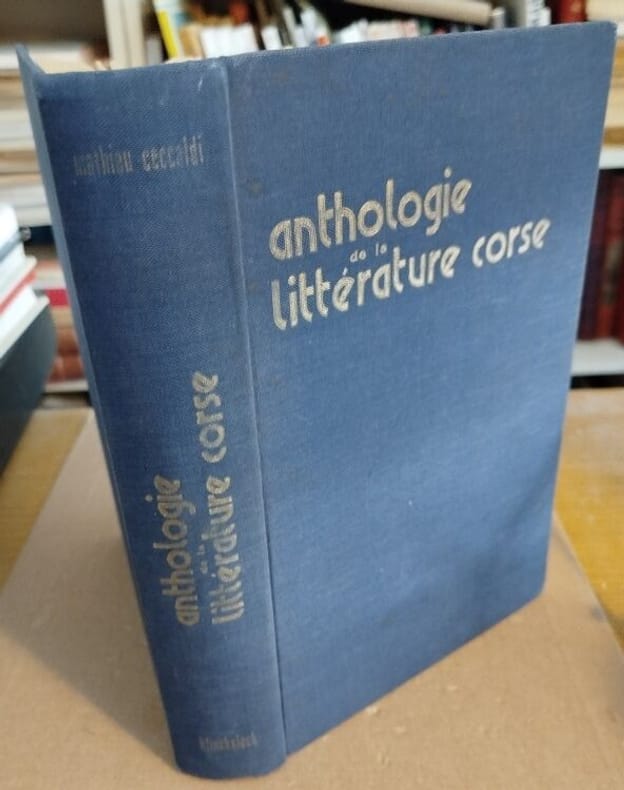 mathieu ceccaldi
anthologie
de la
littérature corse
klincksieck
anthologie
de la
littérature corse